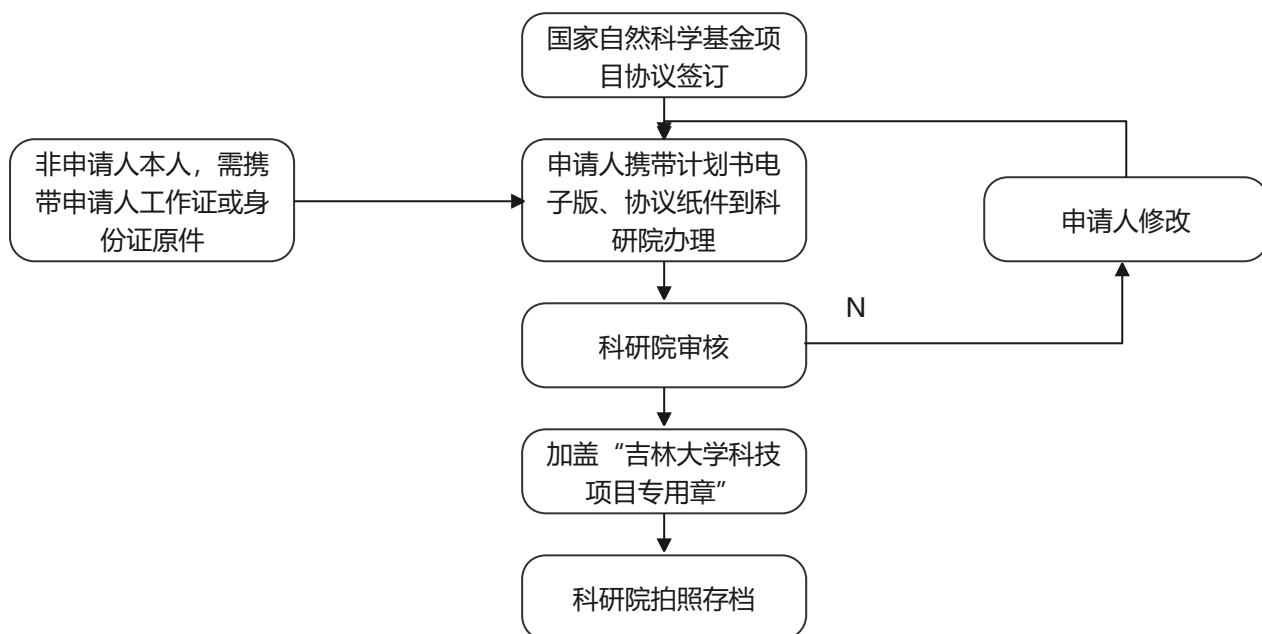 国家自然科学基金项
目协议签订
非申请人本人，需携
带申请人工作证或身
份证原件
申请人携带计划书电
子版、协议纸件到科
研院办理
申请人修改
N
科研院审核
加盖“吉林大学科技
项目专用章”
科研院拍照存档